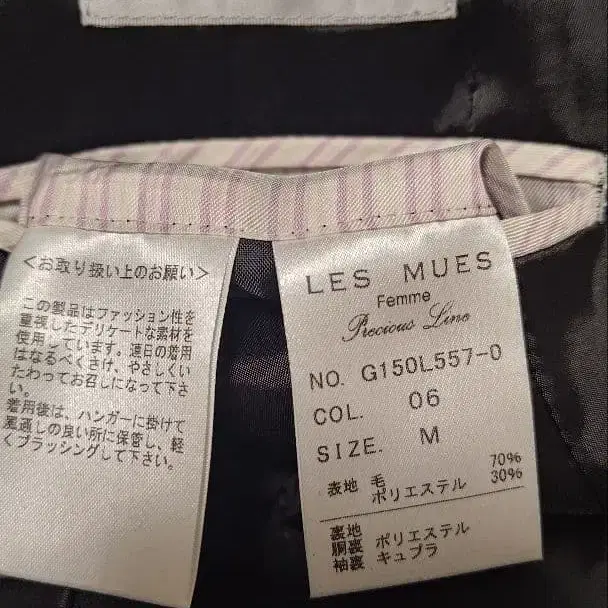 <お取り扱い上のお願い>
この製品はファッション性を
重視したデリケートな素材を
使用しています。連日の着用
はなるべくさけ、やさしくい
たわってお召しになって下さ
い。
着用後は、ハンガーに掛けて
風通しの良い所に保管し、軽
くブラッシングして下さい。
LES MUES
Femme
Precious Line
NO. G150L557-0
COL. 06
SIZE. M
表地 毛 70%
ポリエステル 30%
裏地
胴裏 ポリエステル
袖裏 キュプラ